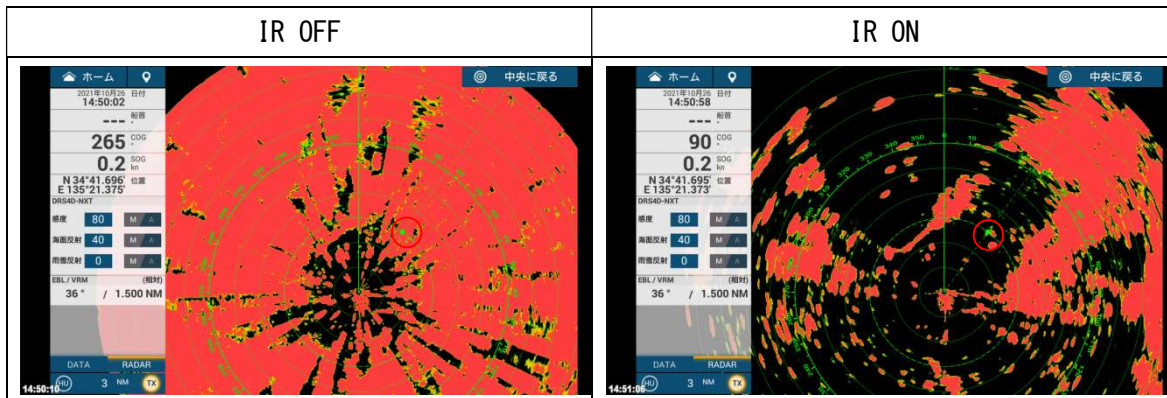 IR OFF
IR ON
ホーム
中央に戻る
2021年10月26 日付
14:50:02
--- 船首
265 ° COG
0.2 SOG kn
N 34°41.696' 位置
E 135°21.375'
DRS4D-NXT
感度 80 M A
海面反射 40 M A
雨雪反射 0 M A
EBL/VRM (相対)
36 ° / 1.500 NM
DATA RADAR
14:50:10 HU 3 NM TX
ホーム
中央に戻る
2021年10月26 日付
14:50:58
--- 船首
90 ° COG
0.2 SOG kn
N 34°41.695' 位置
E 135°21.373'
DRS4D-NXT
感度 80 M A
海面反射 40 M A
雨雪反射 0 M A
EBL/VRM (相対)
36 ° / 1.500 NM
DATA RADAR
14:51:06 HU 3 NM TX
320
330
340
350
0
10